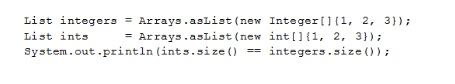 List integers = Arrays.asList(new Integer[]{1, 2, 3});
List ints     = Arrays.asList(new int[]{1, 2, 3});
System.out.println(ints.size() == integers.size());